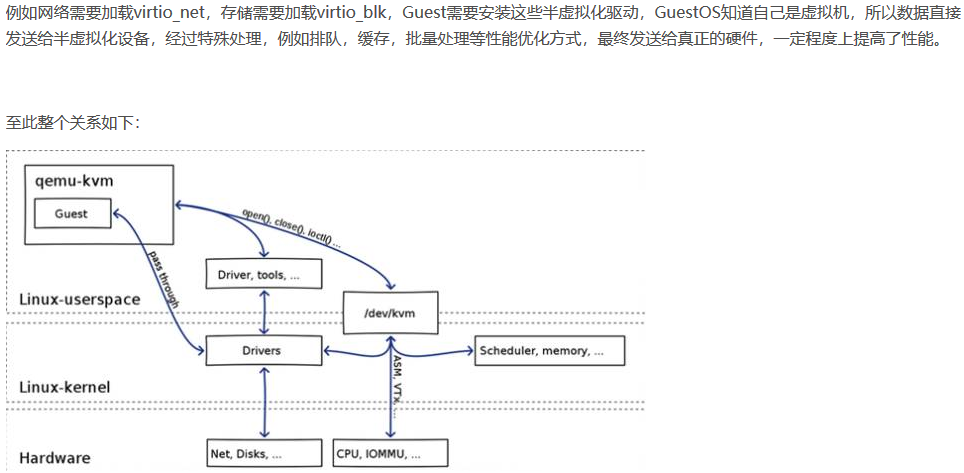 例如网络需要加载virtio_net，存储需要加载virtio_blk，Guest需要安装这些半虚拟化驱动，GuestOS知道自己是虚拟机，所以数据直接
发送给半虚拟化设备，经过特殊处理，例如排队，缓存，批量处理等性能优化方式，最终发送给真正的硬件，一定程度上提高了性能。
至此整个关系如下：
qemu-kvm
Guest
open(), close(), ioctl() ...
pass through
Driver, tools, ...
Linux-userspace
/dev/kvm
Drivers
Scheduler, memory, ...
ASM, VTx, ...
Linux-kernel
Net, Disks, ...
CPU, IOMMU, ...
Hardware